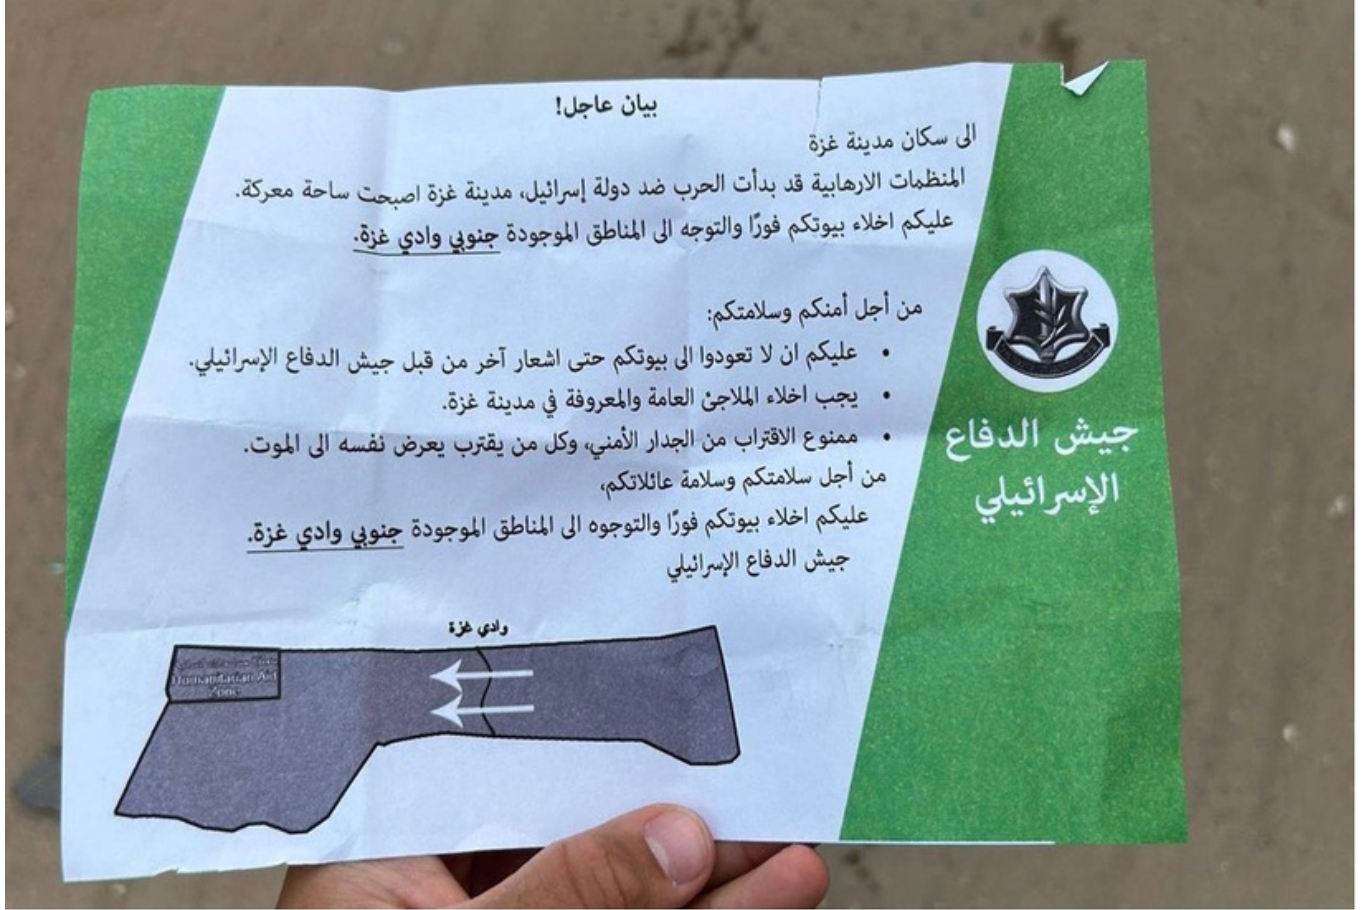 بيان عاجل!
الى سكان مدينة غزة
المنظمات الارهابية قد بدأت الحرب ضد دولة إسرائيل، مدينة غزة اصبحت ساحة معركة.
عليكم اخلاء بيوتكم فورًا والتوجه الى المناطق الموجودة جنوبي وادي غزة.
من أجل أمنكم وسلامتكم:
• عليكم ان لا تعودوا الى بيوتكم حتى اشعار آخر من قبل جيش الدفاع الإسرائيلي.
• يجب اخلاء الملاجئ العامة والمعروفة في مدينة غزة.
• ممنوع الاقتراب من الجدار الأمني، وكل من يقترب يعرض نفسه الى الموت.
من أجل سلامتكم وسلامة عائلاتكم،
عليكم اخلاء بيوتكم فورًا والتوجوه الى المناطق الموجودة جنوبي وادي غزة.
جيش الدفاع الإسرائيلي
جيش الدفاع
الإسرائيلي
وادي غزة
Humanitarian Aid
Zone